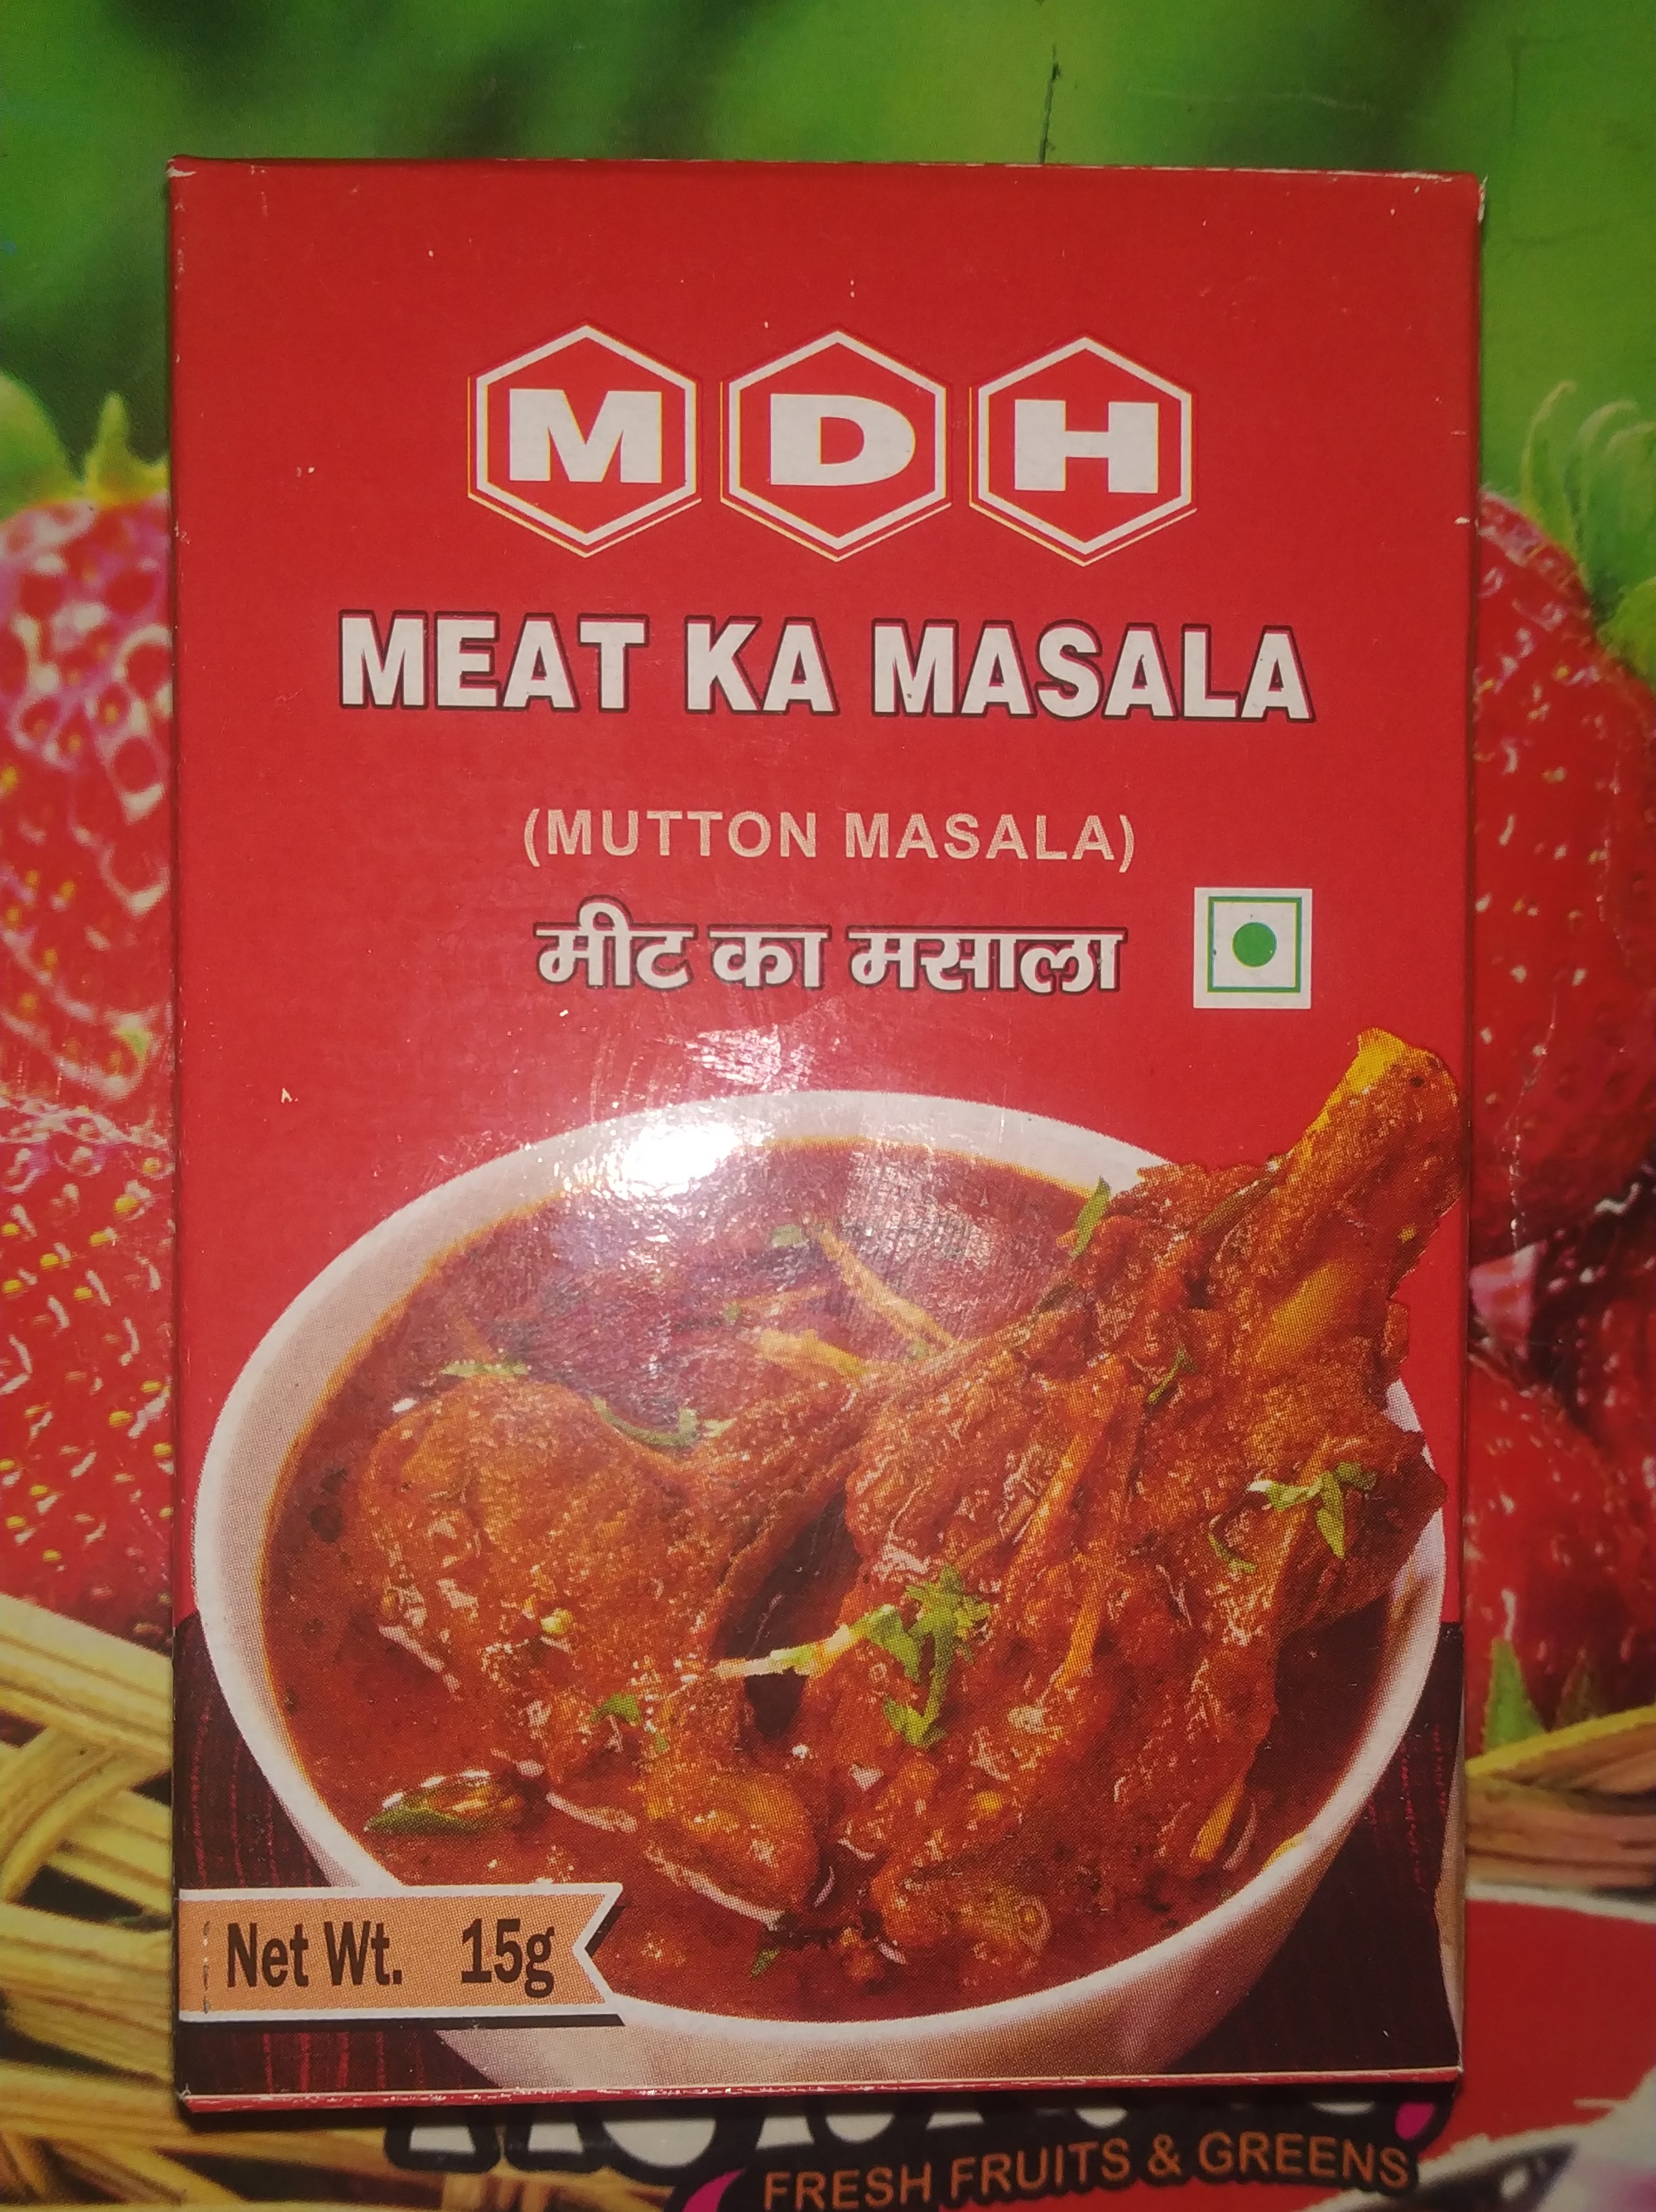 MDH
MEAT KA MASALA
(MUTTON MASALA)
मीट का मसाला
Net Wt. 15g
FRESH FRUITS & GREENS